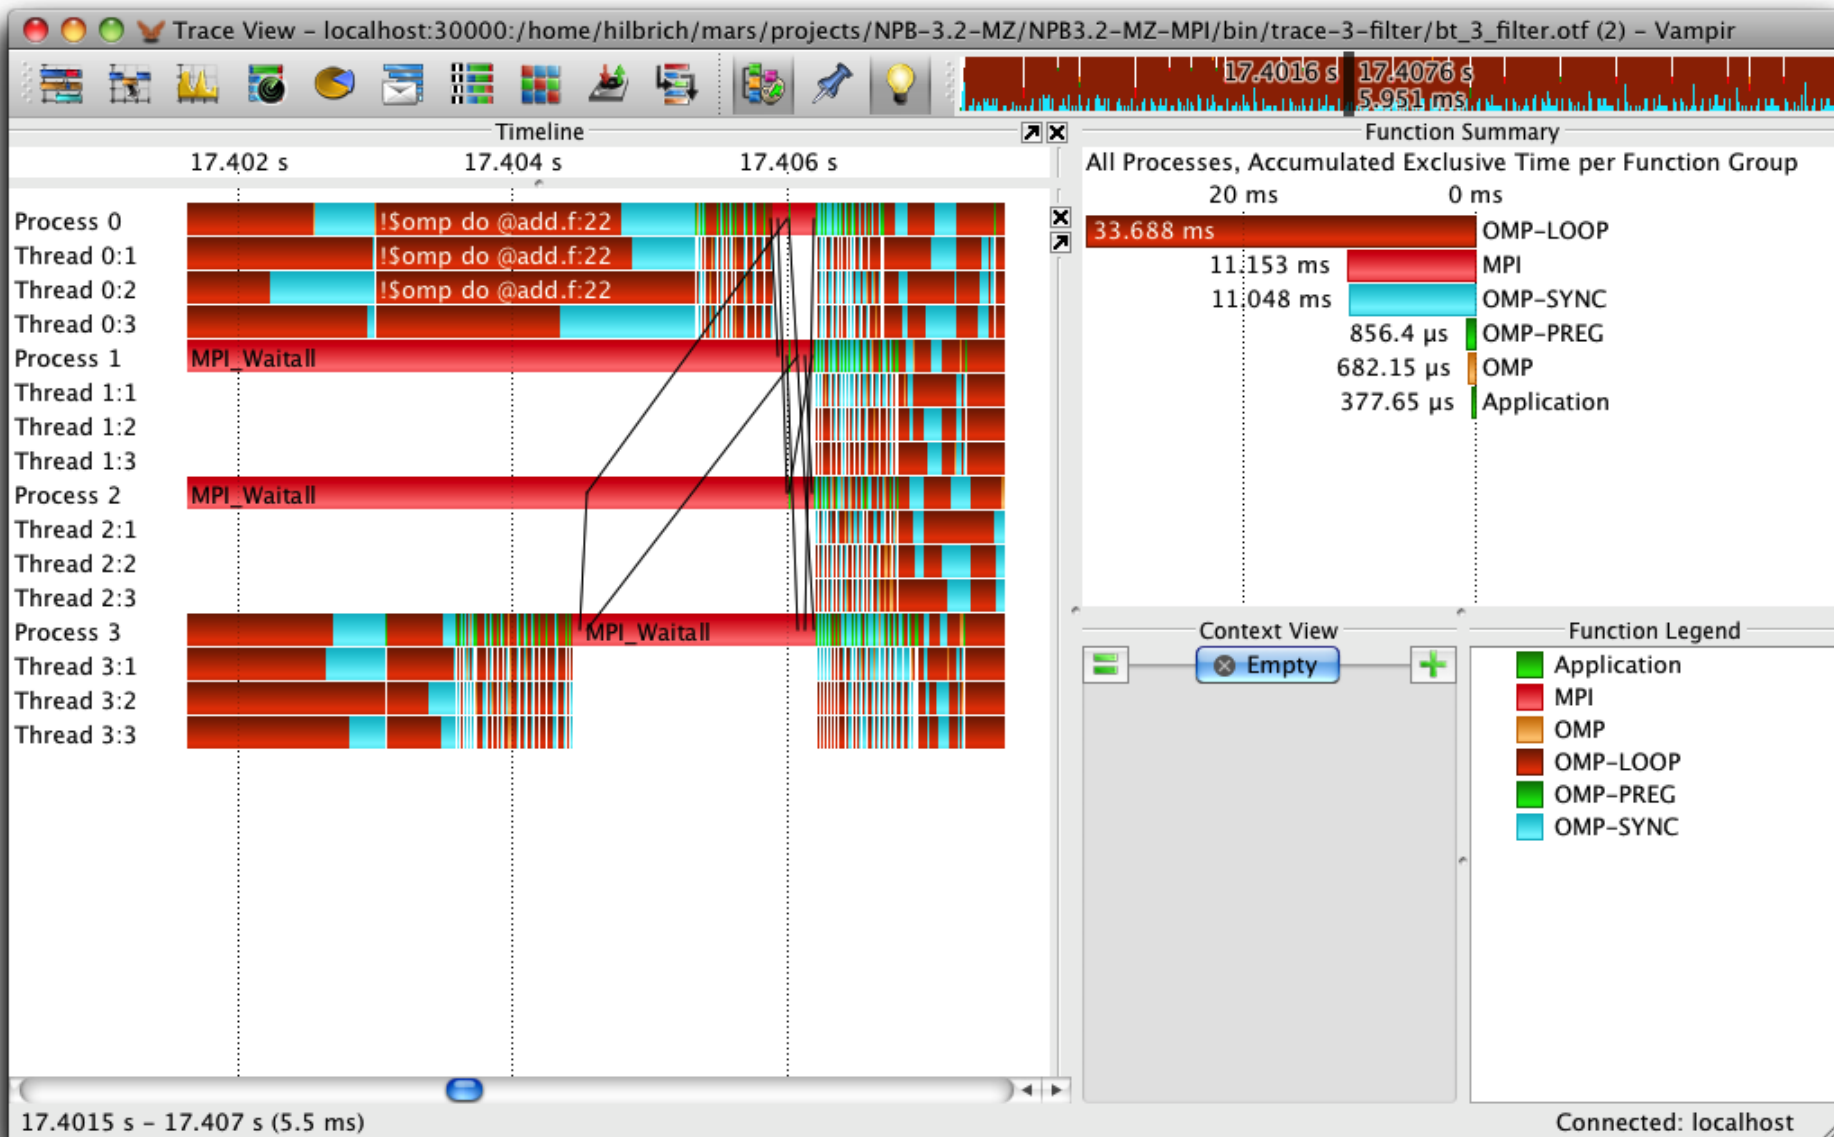 Trace View – localhost:30000:/home/hilbrich/mars/projects/NPB-3.2-MZ/NPB3.2-MZ-MPI/bin/trace-3-filter/bt_3_filter.otf (2) – Vampir
17.4016 s 17.4076 s
5.951 ms
Timeline
17.402 s 17.404 s 17.406 s
Process 0 !$omp do @add.f:22
Thread 0:1 !$omp do @add.f:22
Thread 0:2 !$omp do @add.f:22
Thread 0:3
Process 1 MPI_Waitall
Thread 1:1
Thread 1:2
Thread 1:3
Process 2 MPI_Waitall
Thread 2:1
Thread 2:2
Thread 2:3
Process 3 MPI_Waitall
Thread 3:1
Thread 3:2
Thread 3:3
Function Summary
All Processes, Accumulated Exclusive Time per Function Group
20 ms 0 ms
33.688 ms OMP-LOOP
11.153 ms MPI
11.048 ms OMP-SYNC
856.4 µs OMP-PREG
682.15 µs OMP
377.65 µs Application
Context View
Empty
Function Legend
Application
MPI
OMP
OMP-LOOP
OMP-PREG
OMP-SYNC
17.4015 s – 17.407 s (5.5 ms)
Connected: localhost